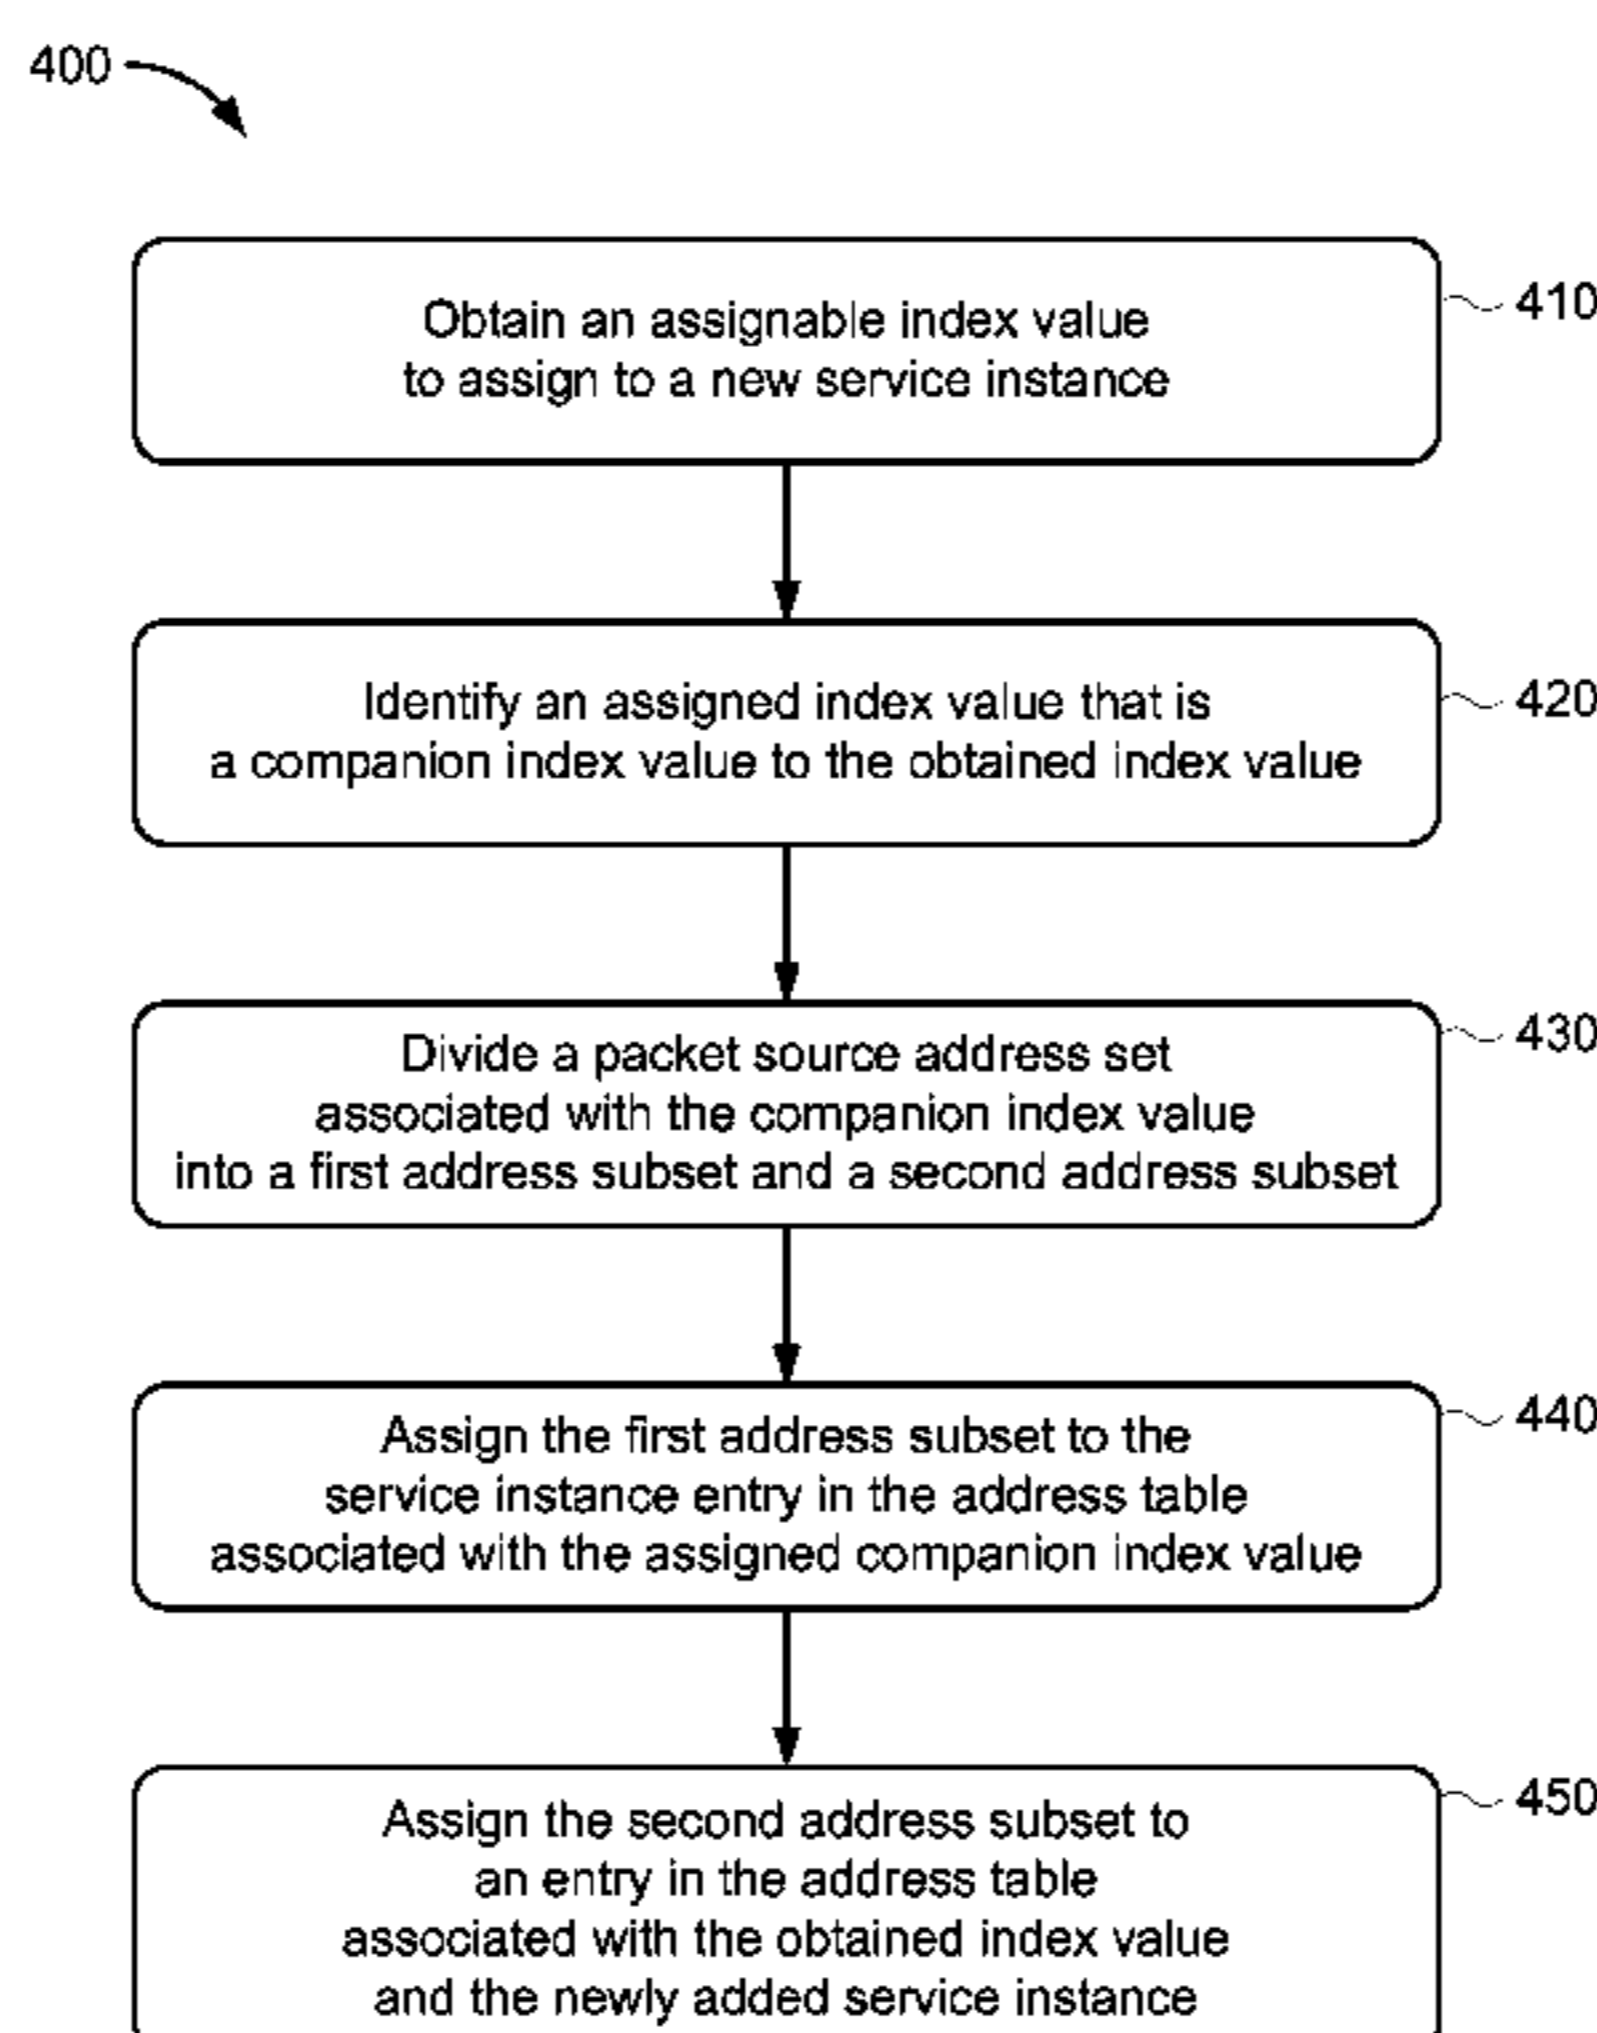 400
Obtain an assignable index value
to assign to a new service instance
410
Identify an assigned index value that is
a companion index value to the obtained index value
420
Divide a packet source address set
associated with the companion index value
into a first address subset and a second address subset
430
Assign the first address subset to the
service instance entry in the address table
associated with the assigned companion index value
440
Assign the second address subset to
an entry in the address table
associated with the obtained index value
and the newly added service instance
450